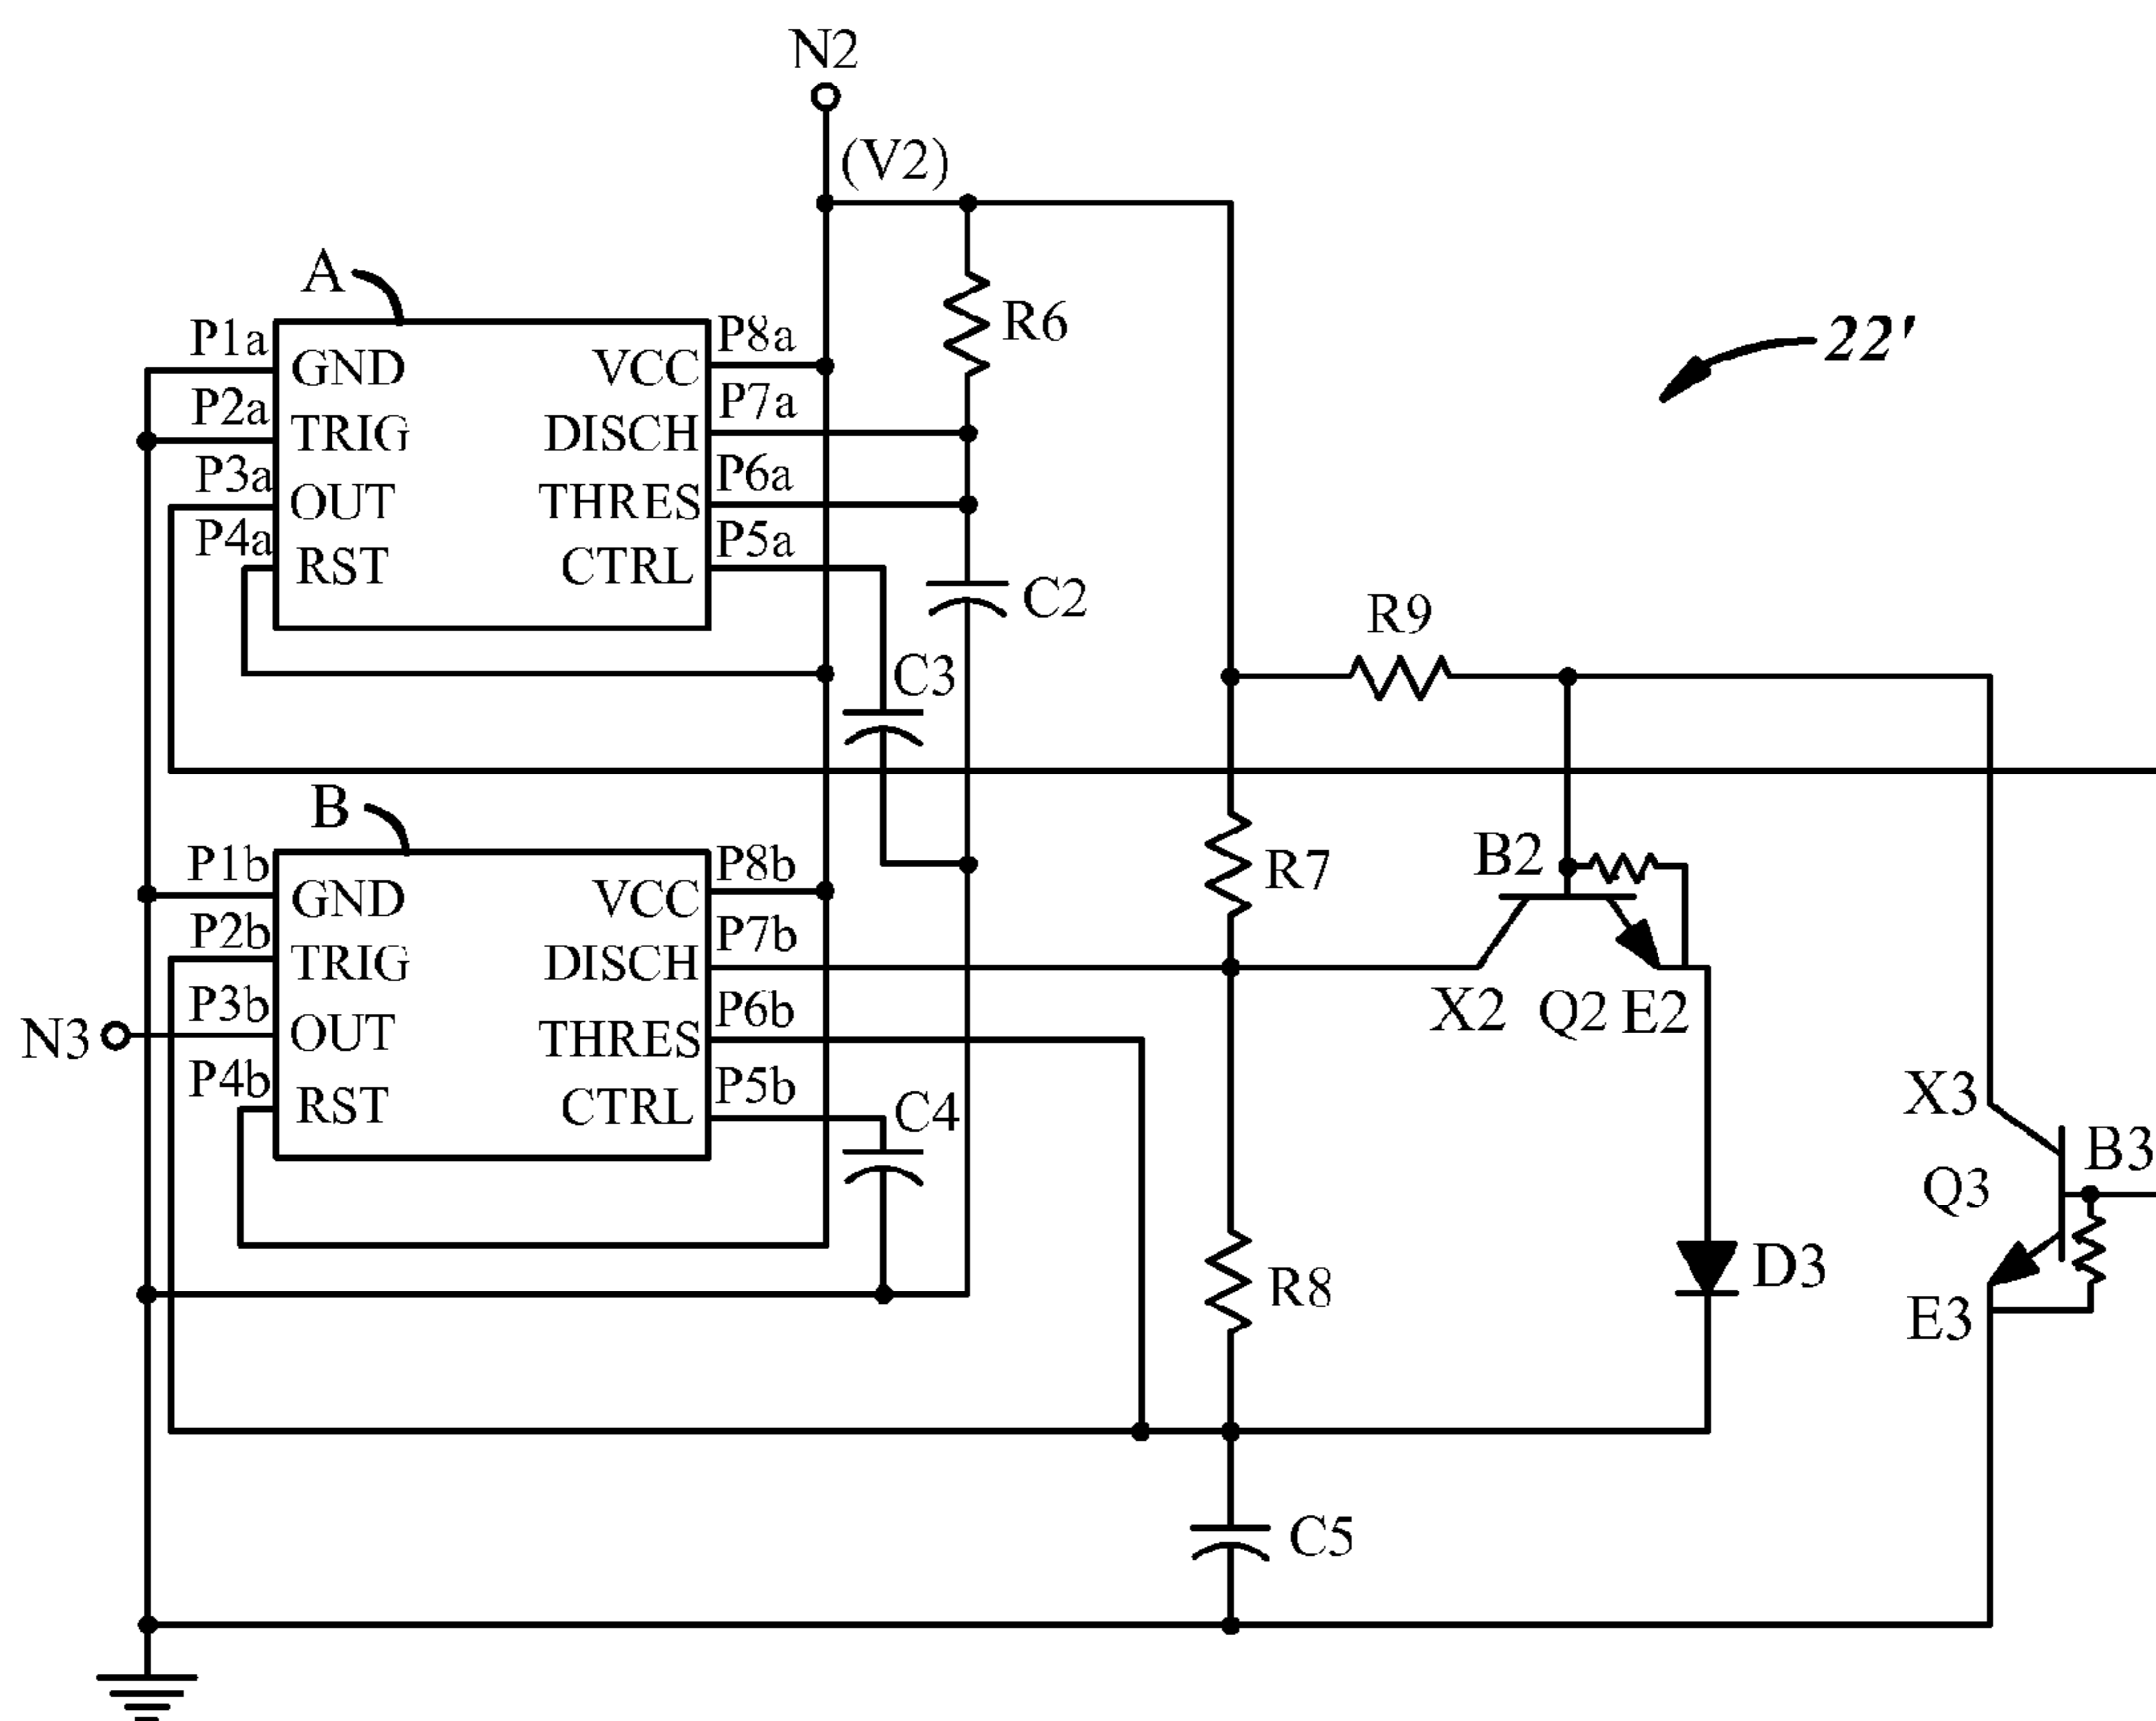 N2
(V2)
A
R6
22'
P1a
GND
VCC
P8a
P2a
TRIG
DISCH
P7a
P3a
OUT
THRES
P6a
P4a
RST
CTRL
P5a
C2
R9
C3
B
P1b
GND
VCC
P8b
R7
B2
P2b
TRIG
DISCH
P7b
N3
P3b
OUT
THRES
P6b
X2
Q2
E2
P4b
RST
CTRL
P5b
C4
X3
B3
Q3
R8
D3
E3
C5